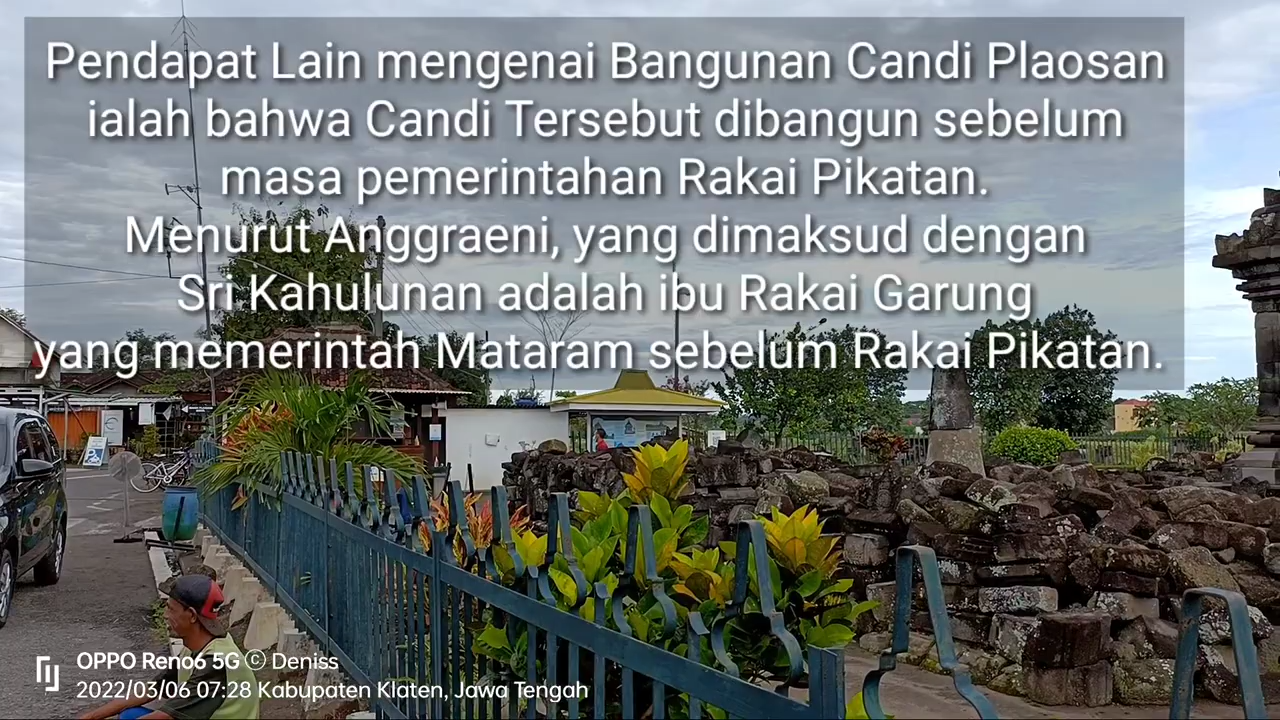 Pendapat Lain mengenai Bangunan Candi Plaosan
ialah bahwa Candi Tersebut dibangun sebelum
masa pemerintahan Rakai Pikatan.
Menurut Anggraeni, yang dimaksud dengan
Sri Kahulunan adalah ibu Rakai Garung
yang memerintah Mataram sebelum Rakai Pikatan.
OPPO Reno6 5G © Deniss
2022/03/06 07:28 Kabupaten Klaten, Jawa Tengah